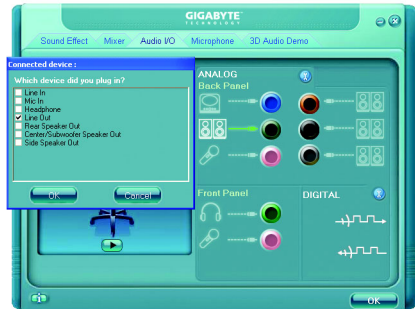 GIGABYTE
TECHNOLOGY
Sound Effect Mixer Audio I/O Microphone 3D Audio Demo
Connected device :
Which device did you plug in?
Line In
Mic In
Headphone
Line Out
Rear Speaker Out
Center/Subwoofer Speaker Out
Side Speaker Out
OK Cancel
ANALOG
Back Panel
Front Panel
DIGITAL
OK